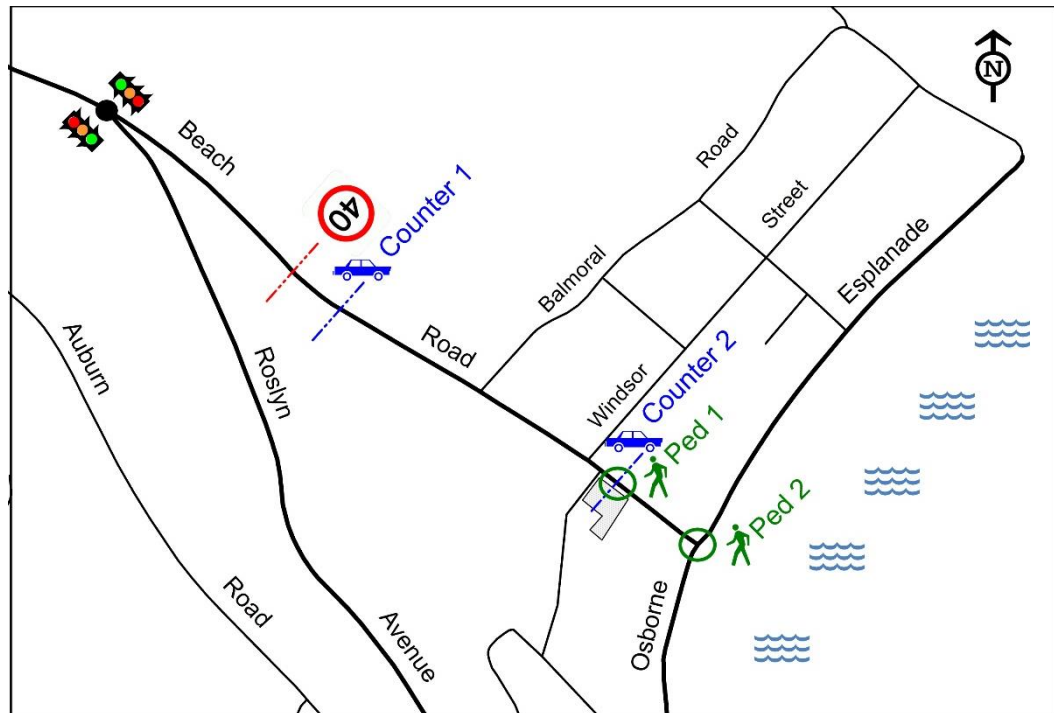 N
Beach
Road
40
Counter 1
Road
Balmoral
Street
Windsor
Esplanade
Counter 2
Ped 1
Ped 2
Auburn
Road
Roslyn
Avenue
Osborne